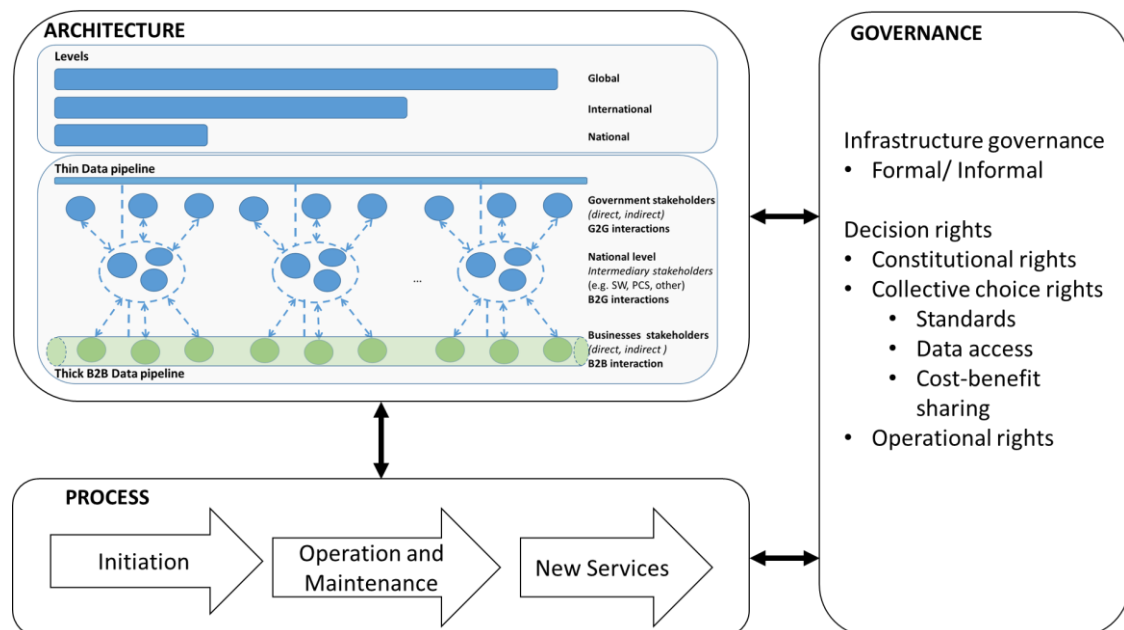 ARCHITECTURE
Levels
Global
International
National
Thin Data pipeline
Government stakeholders
(direct, indirect)
G2G interactions
National level
Intermediary stakeholders
(e.g. SW, PCS, other)
B2G interactions
...
Businesses stakeholders
(direct, indirect )
B2B interaction
Thick B2B Data pipeline
PROCESS
Initiation
Operation and
Maintenance
New Services
GOVERNANCE
Infrastructure governance
• Formal/ Informal
Decision rights
• Constitutional rights
• Collective choice rights
• Standards
• Data access
• Cost-benefit
sharing
• Operational rights